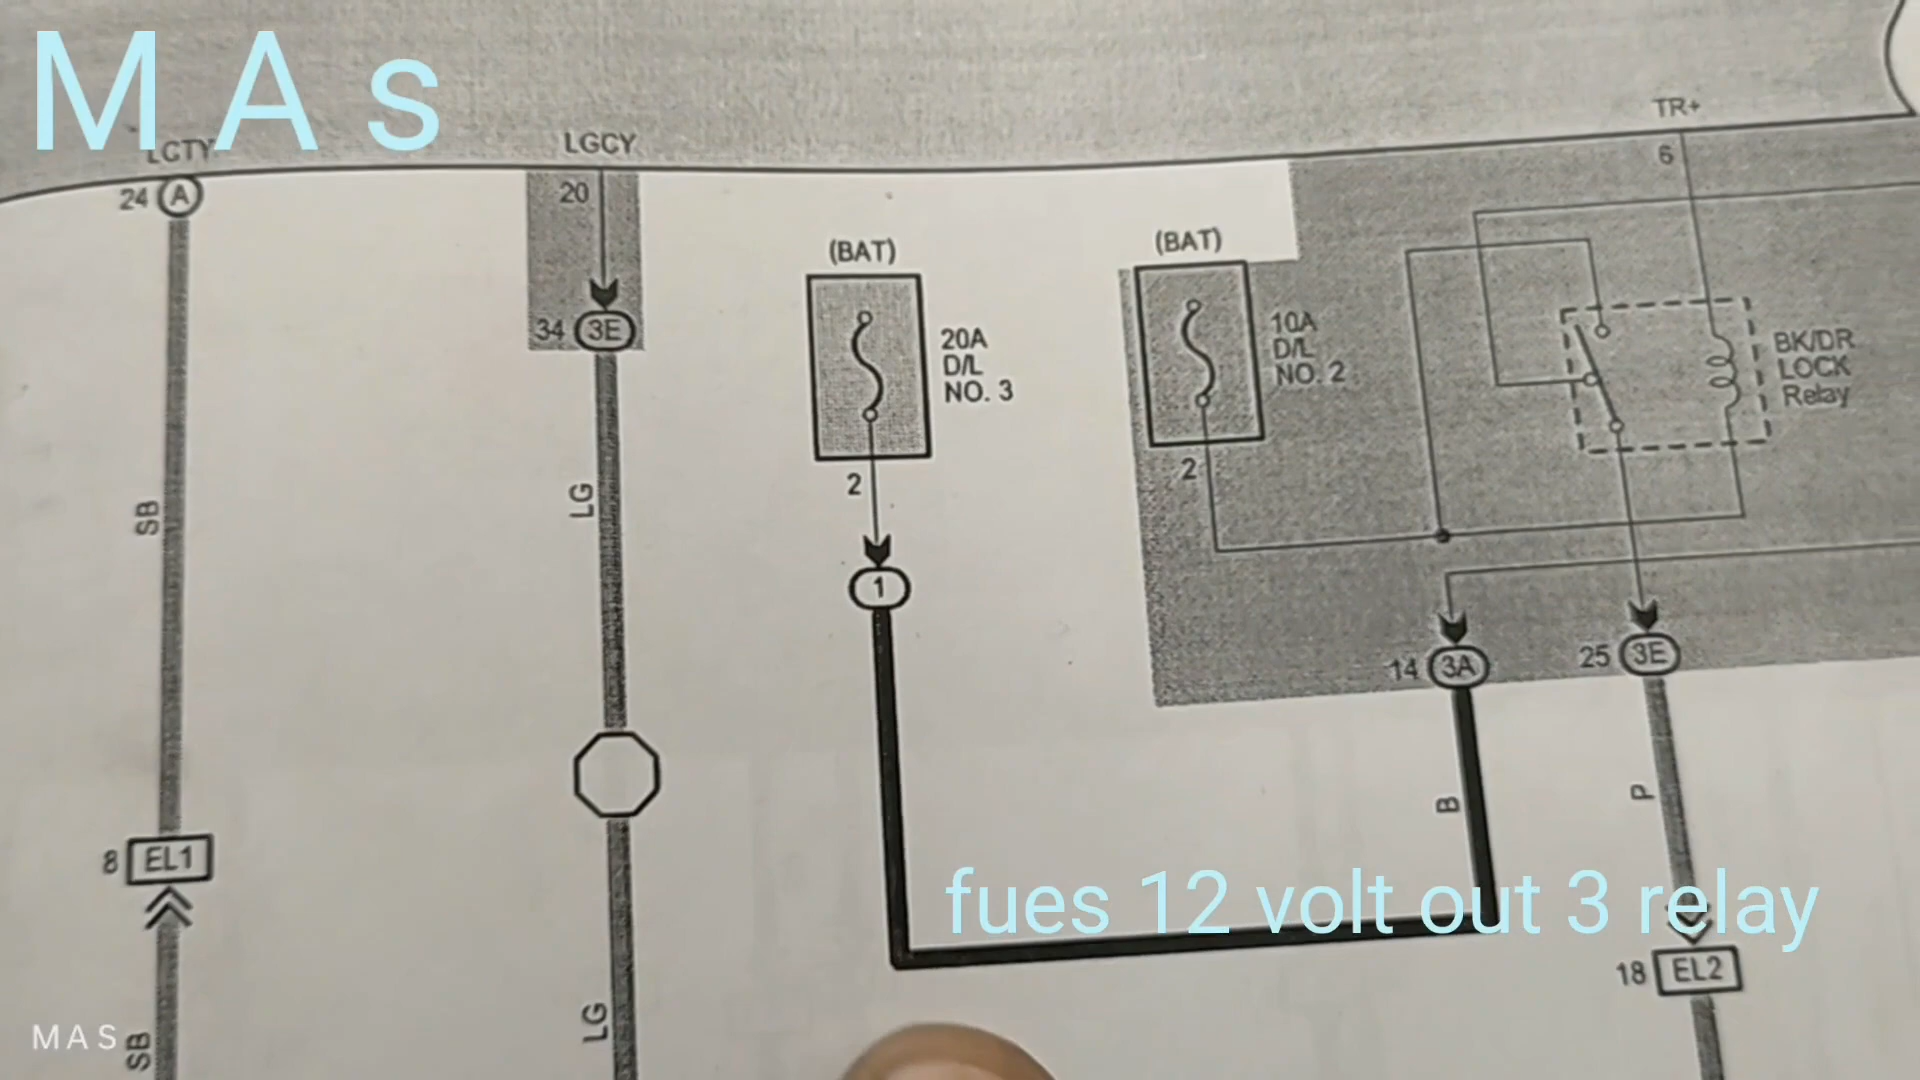 M A s
TR+
LCTY
LGCY
6
24 A
20
(BAT)
(BAT)
34 3E
20A
D/L
NO. 3
10A
D/L
NO. 2
BK/DR
LOCK
Relay
2
2
SB
LG
1
14 3A
25 3E
B
P
8 EL1
fues 12 volt out 3 relay
18 EL2
M A S
SB
LG